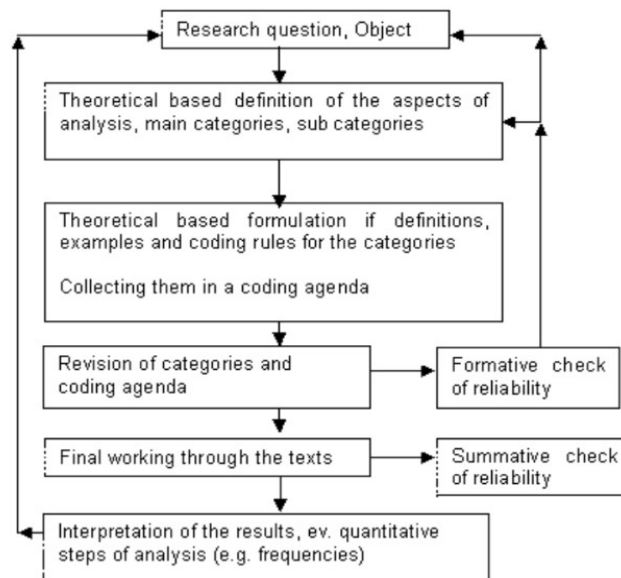 Research question, Object
Theoretical based definition of the aspects of
analysis, main categories, sub categories
Theoretical based formulation if definitions,
examples and coding rules for the categories
Collecting them in a coding agenda
Revision of categories and
coding agenda
Formative check
of reliability
Final working through the texts
Summative check
of reliability
Interpretation of the results, ev. quantitative
steps of analysis (e.g. frequencies)